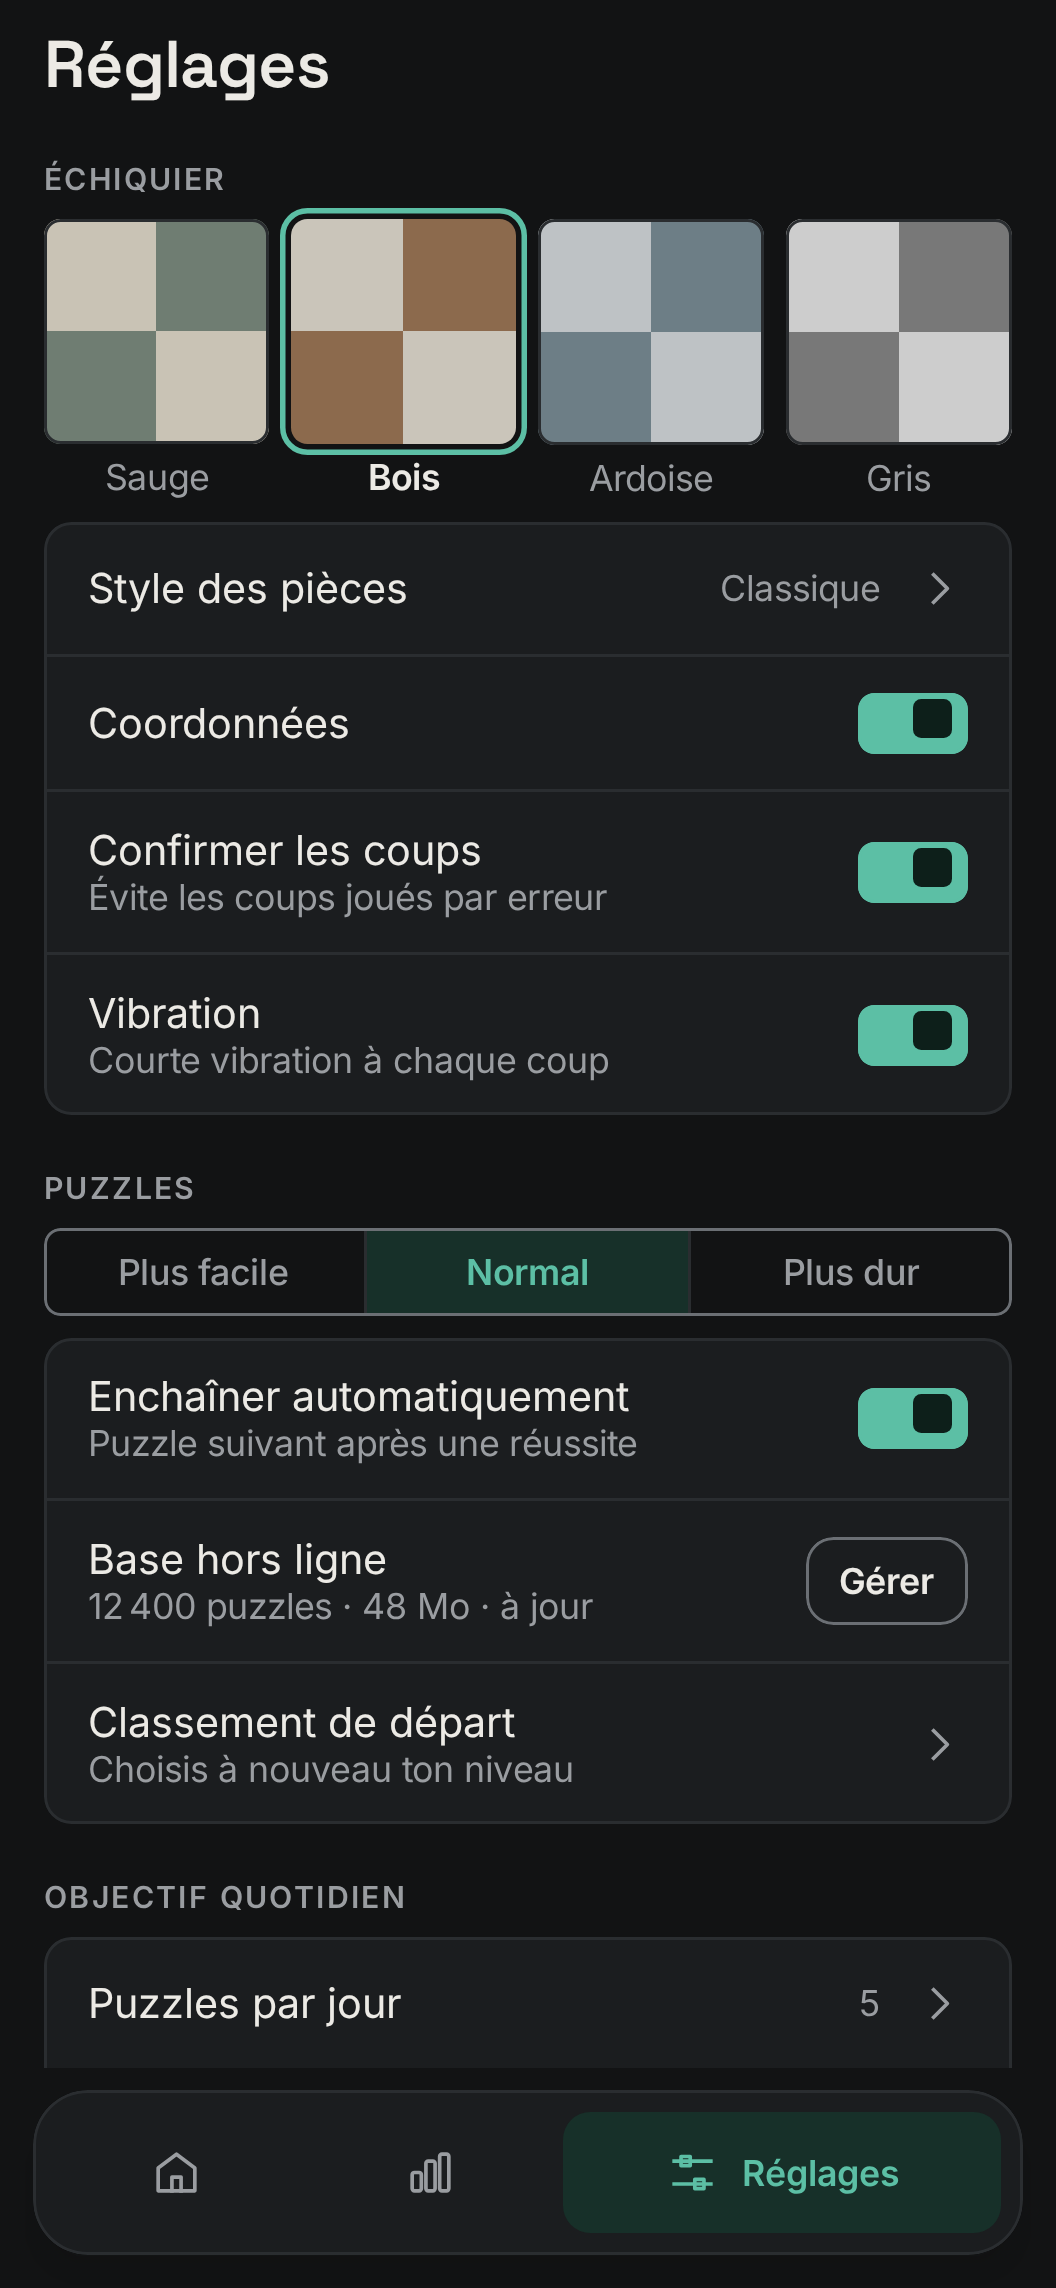 Réglages
ÉCHIQUIER
Sauge
Bois
Ardoise
Gris
Style des pièces
Classique
Coordonnées
Confirmer les coups
Évite les coups joués par erreur
Vibration
Courte vibration à chaque coup
PUZZLES
Plus facile
Normal
Plus dur
Enchaîner automatiquement
Puzzle suivant après une réussite
Base hors ligne
12 400 puzzles · 48 Mo · à jour
Gérer
Classement de départ
Choisis à nouveau ton niveau
OBJECTIF QUOTIDIEN
Puzzles par jour
5
Réglages